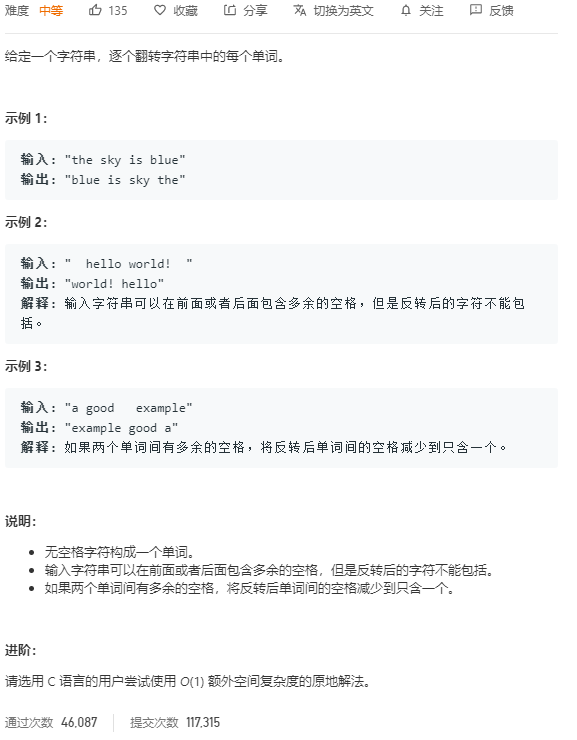 难度 中等 135 收藏 分享 切换为英文 关注 反馈
给定一个字符串，逐个翻转字符串中的每个单词。
示例 1：
输入："the sky is blue"
输出："blue is sky the"
示例 2：
输入："  hello world!  "
输出："world! hello"
解释：输入字符串可以在前面或者后面包含多余的空格，但是反转后的字符不能包
括。
示例 3：
输入："a good   example"
输出："example good a"
解释：如果两个单词间有多余的空格，将反转后单词间的空格减少到只含一个。
说明：
• 无空格字符构成一个单词。
• 输入字符串可以在前面或者后面包含多余的空格，但是反转后的字符不能包括。
• 如果两个单词间有多余的空格，将反转后单词间的空格减少到只含一个。
进阶：
请选用 C 语言的用户尝试使用 O(1) 额外空间复杂度的原地解法。
通过次数 46,087 提交次数 117,315